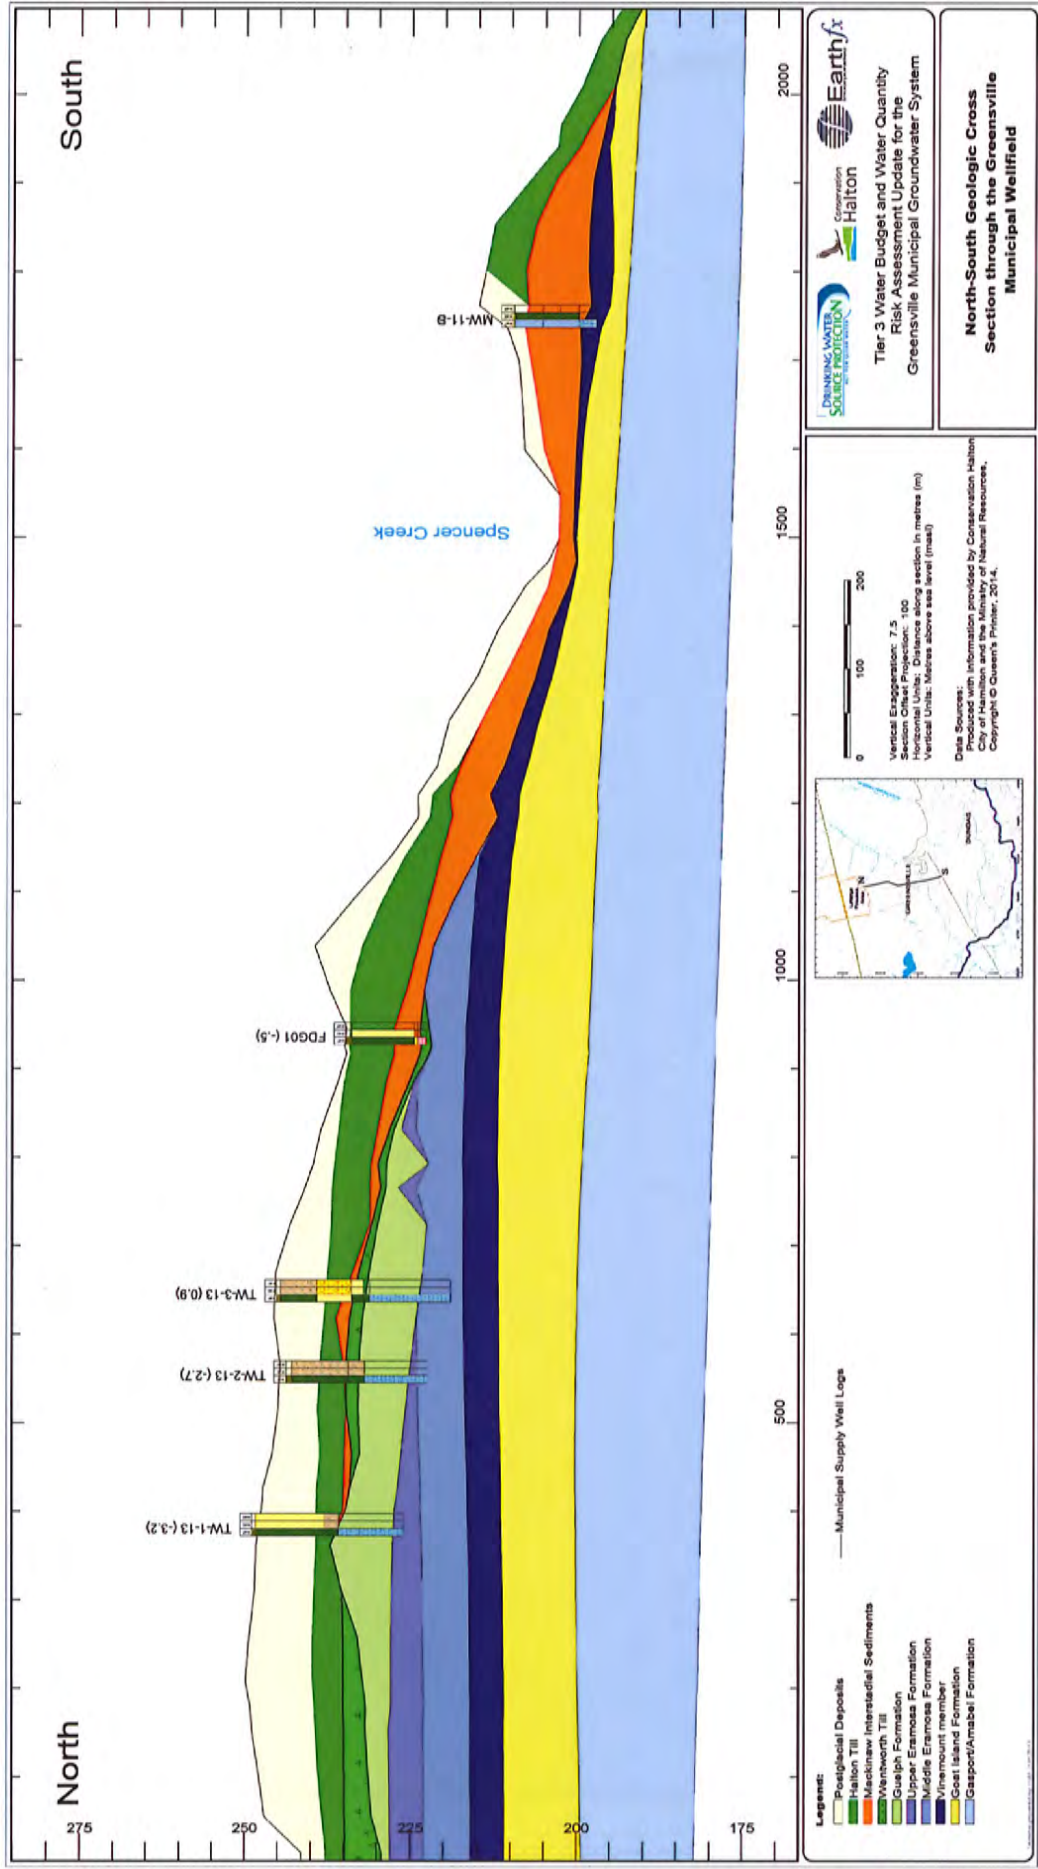 North
South
275
250
225
200
175
500
1000
1500
2000
TW-1-13 (-3.2)
TW-2-13 (-2.7)
TW-3-13 (0.9)
FDG01 (-.5)
Spencer Creek
MW-11-B
Legend:
Postglacial Deposits
Halton Till
Mackinaw Interstadial Sediments
Wentworth Till
Guelph Formation
Upper Eramosa Formation
Middle Eramosa Formation
Vinemount member
Goat Island Formation
Gasport/Amabel Formation
Municipal Supply Well Logs
GREENSVILLE
DUNDAS
N
S
0 100 200
Vertical Exaggeration: 7.5
Section Offset Projection: 100
Horizontal Units: Distance along section in metres (m)
Vertical Units: Metres above sea level (masl)
Data Sources:
Produced with information provided by Conservation Halton
City of Hamilton and the Ministry of Natural Resources.
Copyright © Queen's Printer, 2014.
DRINKING WATER
SOURCE PROTECTION
Conservation
Halton
Earthfx
Tier 3 Water Budget and Water Quantity
Risk Assessment Update for the
Greensville Municipal Groundwater System
North-South Geologic Cross
Section through the Greensville
Municipal Wellfield